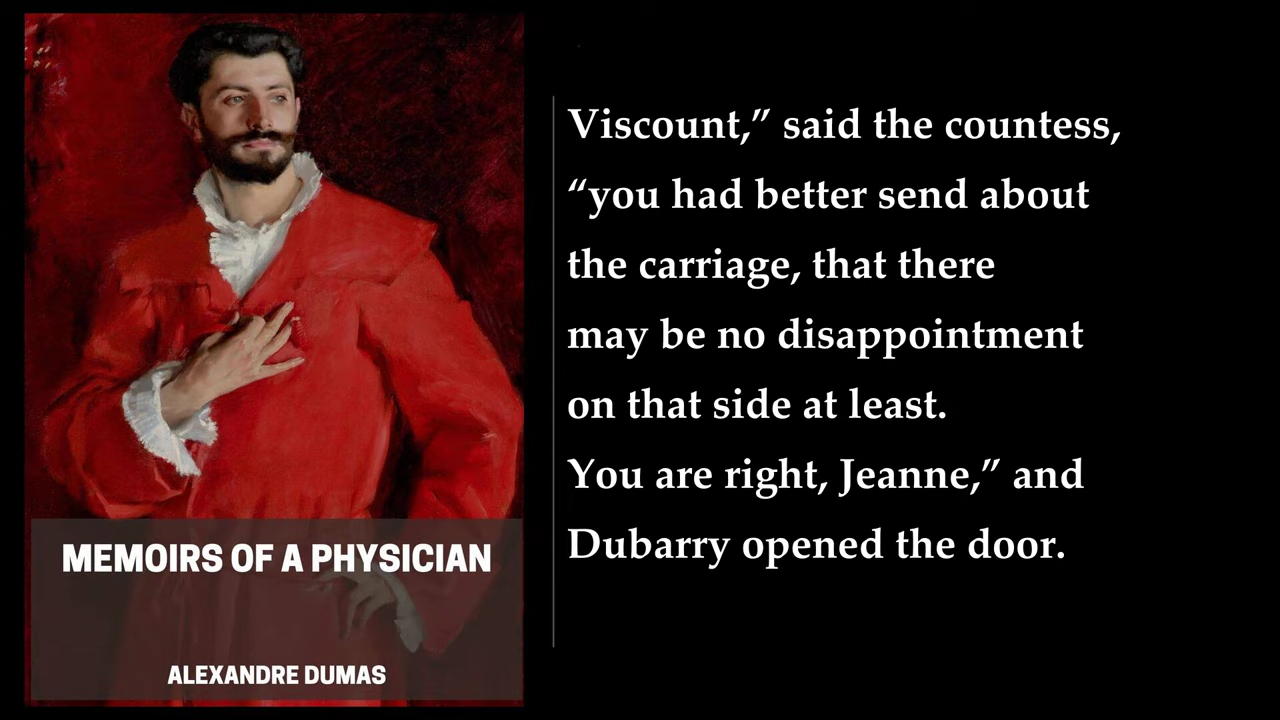 MEMOIRS OF A PHYSICIAN
ALEXANDRE DUMAS
Viscount,” said the countess,
“you had better send about
the carriage, that there
may be no disappointment
on that side at least.
You are right, Jeanne,” and
Dubarry opened the door.